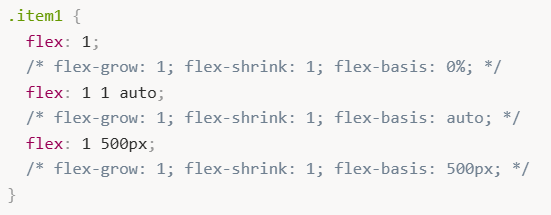 .item1 {
  flex: 1;
  /* flex-grow: 1; flex-shrink: 1; flex-basis: 0%; */
  flex: 1 1 auto;
  /* flex-grow: 1; flex-shrink: 1; flex-basis: auto; */
  flex: 1 500px;
  /* flex-grow: 1; flex-shrink: 1; flex-basis: 500px; */
}